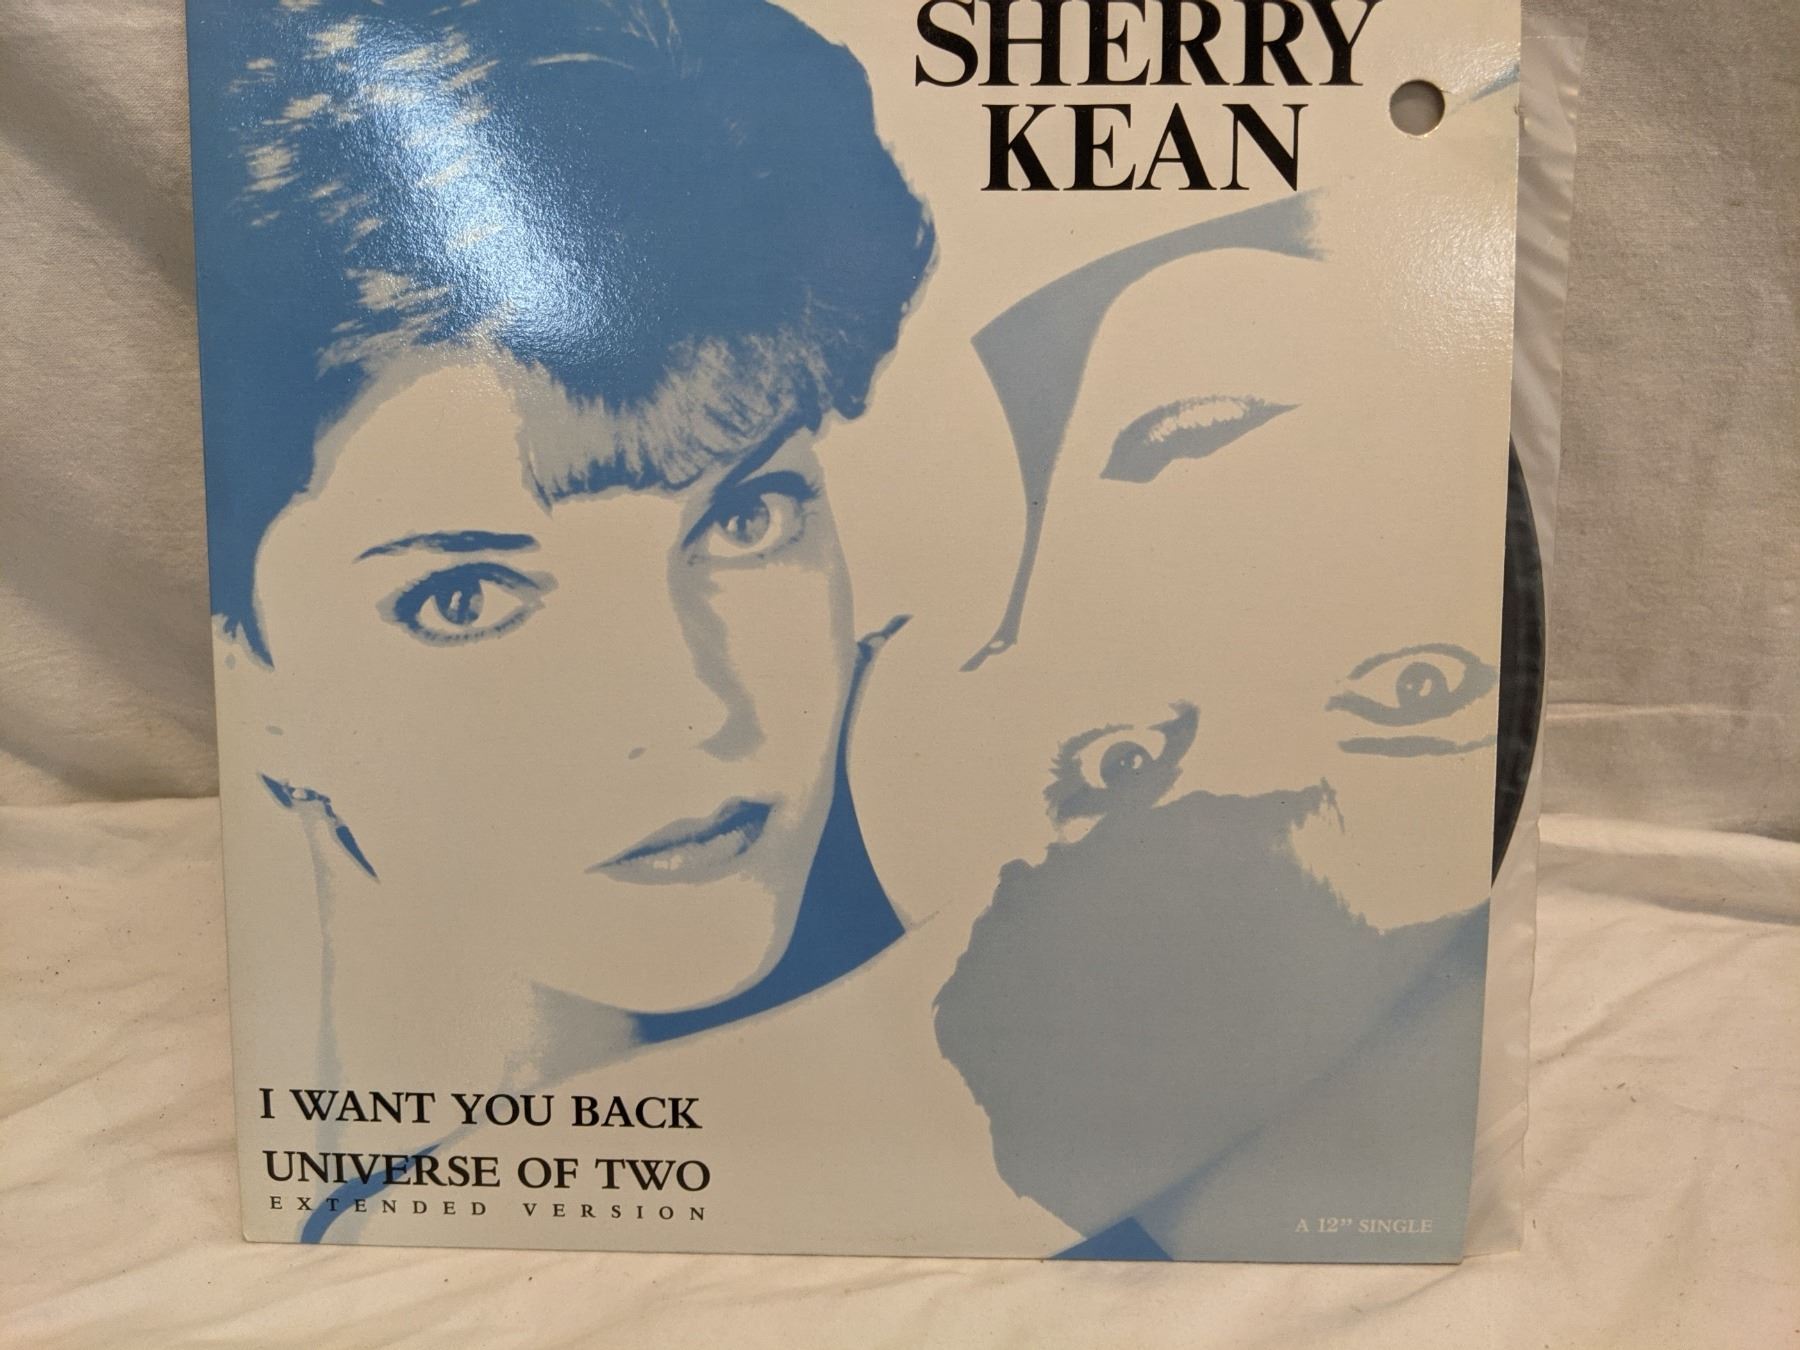 SHERRY
KEAN
I WANT YOU BACK
UNIVERSE OF TWO
EXTENDED VERSION
A 12" SINGLE